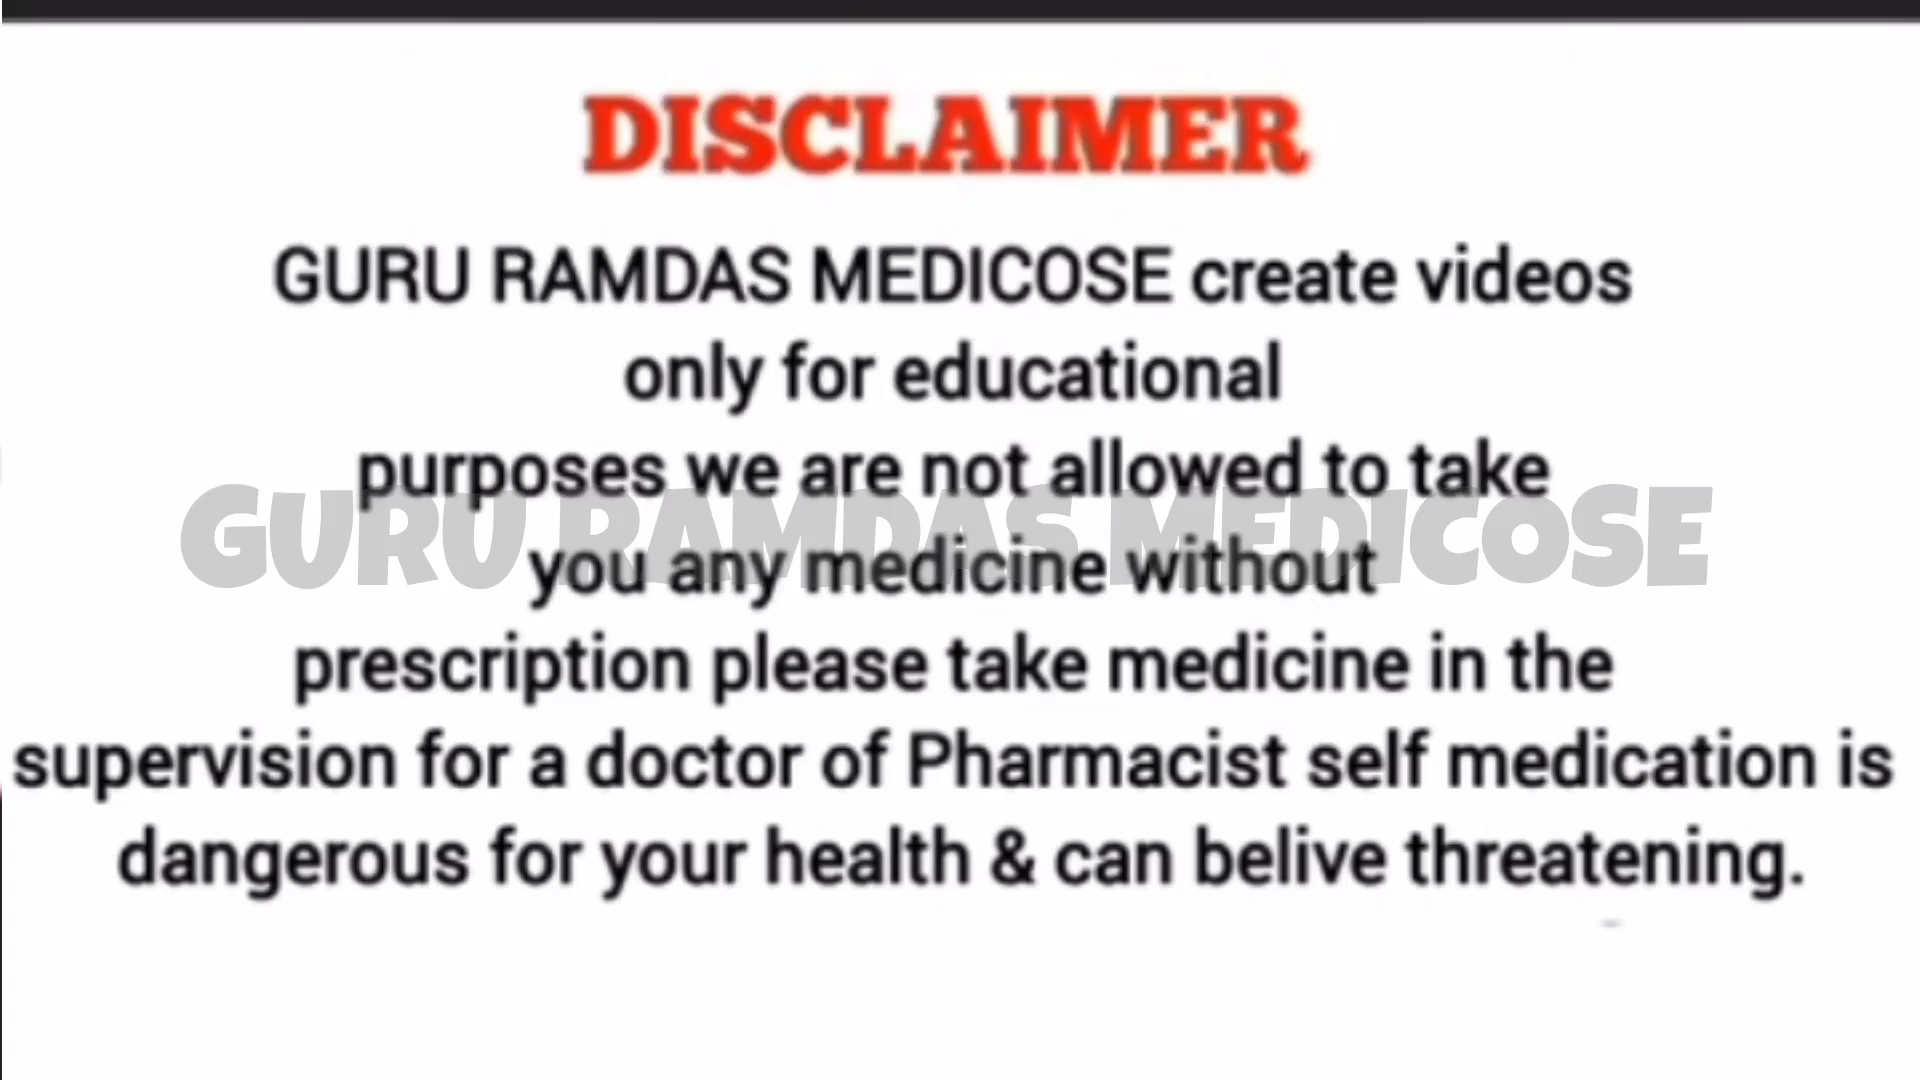 DISCLAIMER
GURU RAMDAS MEDICOSE create videos
only for educational
purposes we are not allowed to take
GURU RAMDAS MEDICOSE
you any medicine without
prescription please take medicine in the
supervision for a doctor of Pharmacist self medication is
dangerous for your health & can belive threatening.